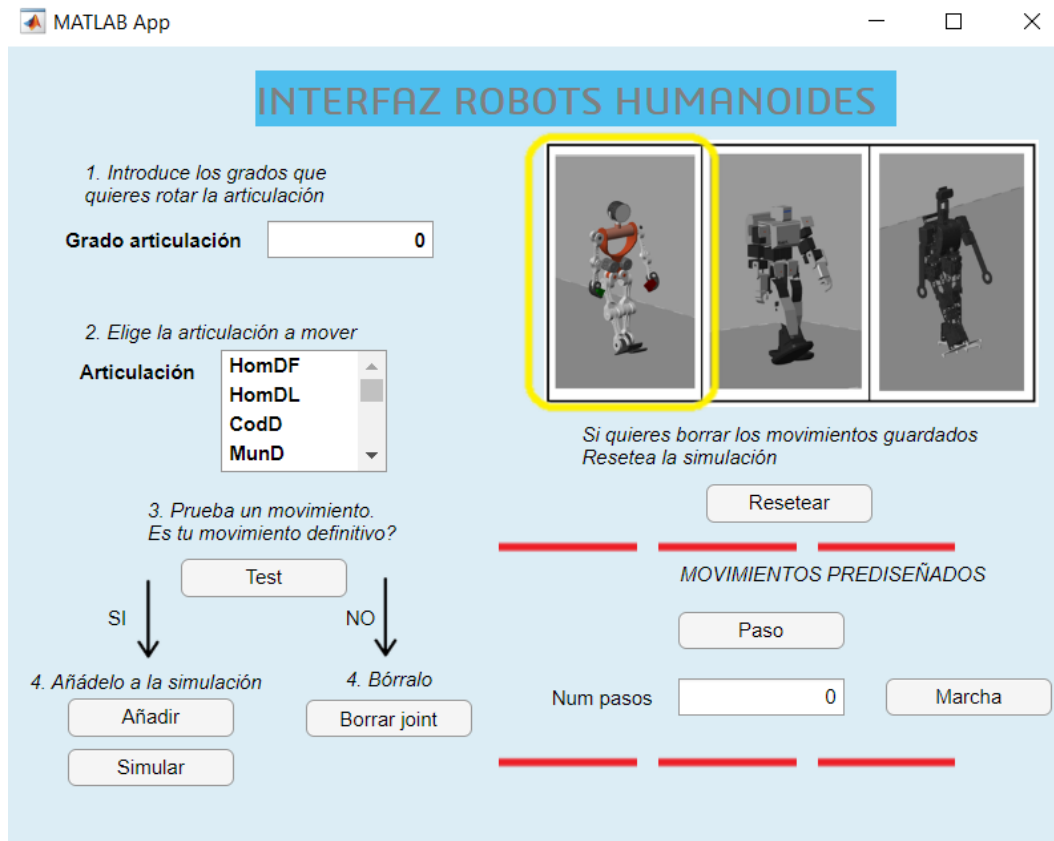 MATLAB App
INTERFAZ ROBOTS HUMANOIDES
1. Introduce los grados que
quieres rotar la articulación
Grado articulación 0
2. Elige la articulación a mover
Articulación
HomDF
HomDL
CodD
MunD
3. Prueba un movimiento.
Es tu movimiento definitivo?
Test
SI
NO
4. Añádelo a la simulación
4. Bórralo
Añadir
Borrar joint
Simular
Si quieres borrar los movimientos guardados
Resetea la simulación
Resetear
MOVIMIENTOS PREDISEÑADOS
Paso
Num pasos 0
Marcha